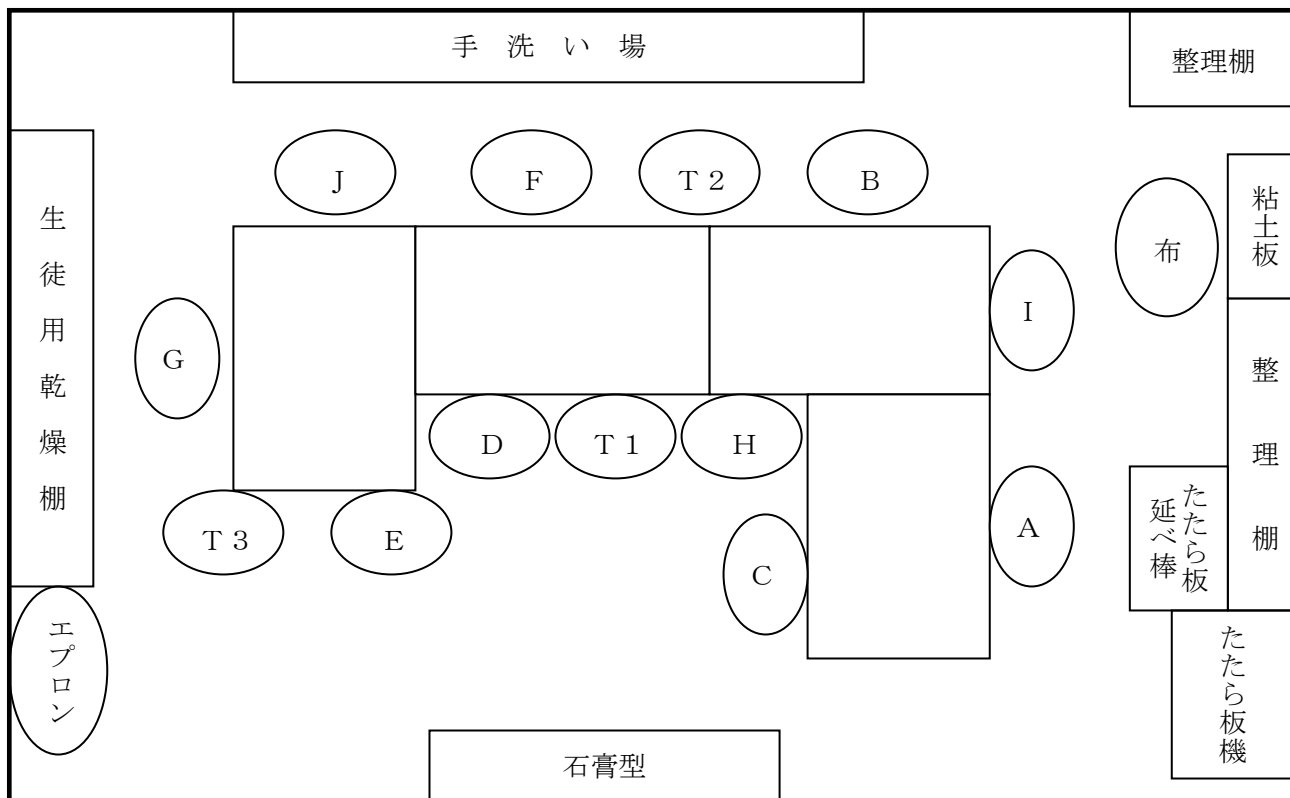 手洗い場
整理棚
J
F
T2
B
粘土板
布
生徒用乾燥棚
I
G
整理棚
D
T1
H
たたら板
延べ棒
A
T3
E
C
エプロン
たたら板機
石膏型